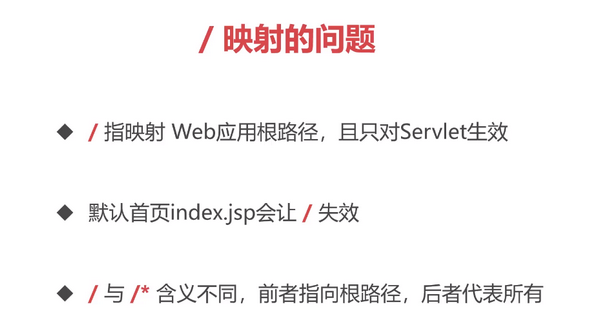 / 映射的问题
◆ / 指映射 Web应用根路径，且只对Servlet生效
◆ 默认首页index.jsp会让 / 失效
◆ / 与 /* 含义不同，前者指向根路径，后者代表所有